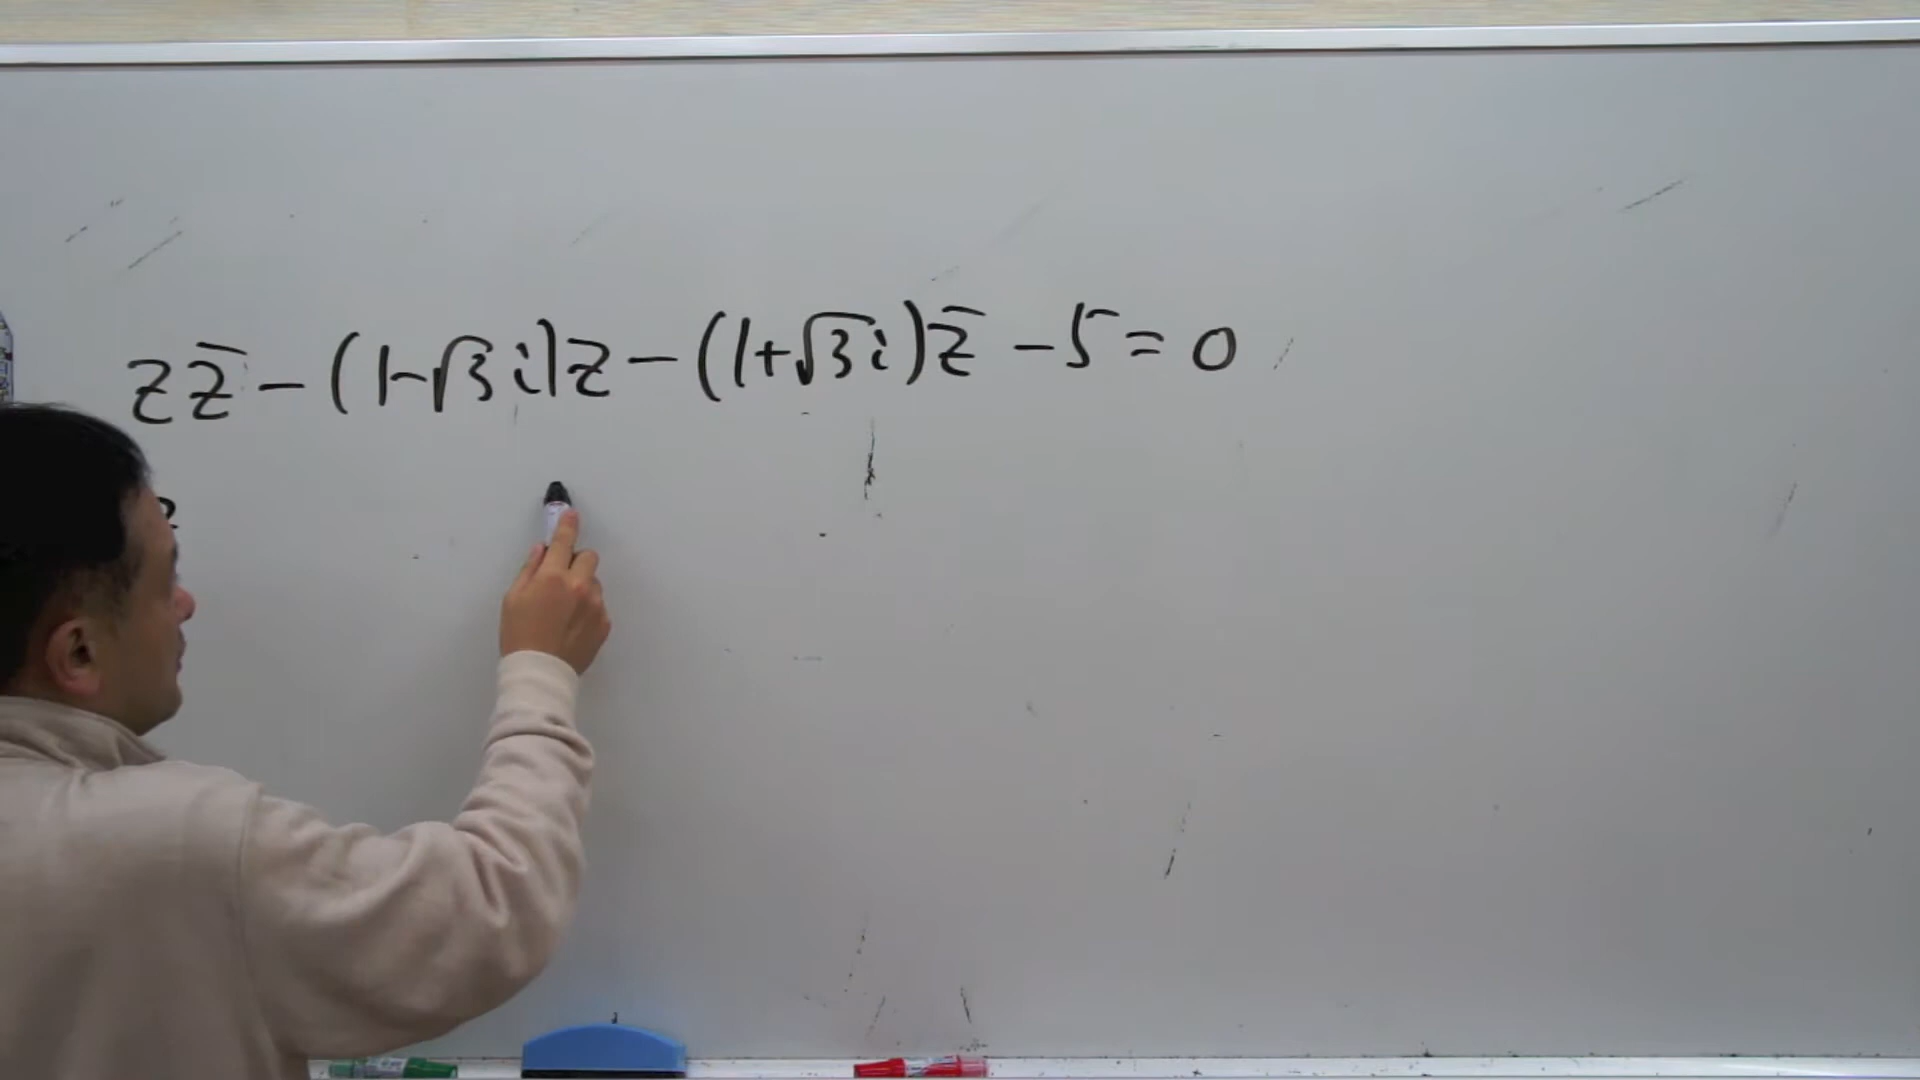 zz̄ - (1-√3i)z - (1+√3i)z̄ - 5 = 0